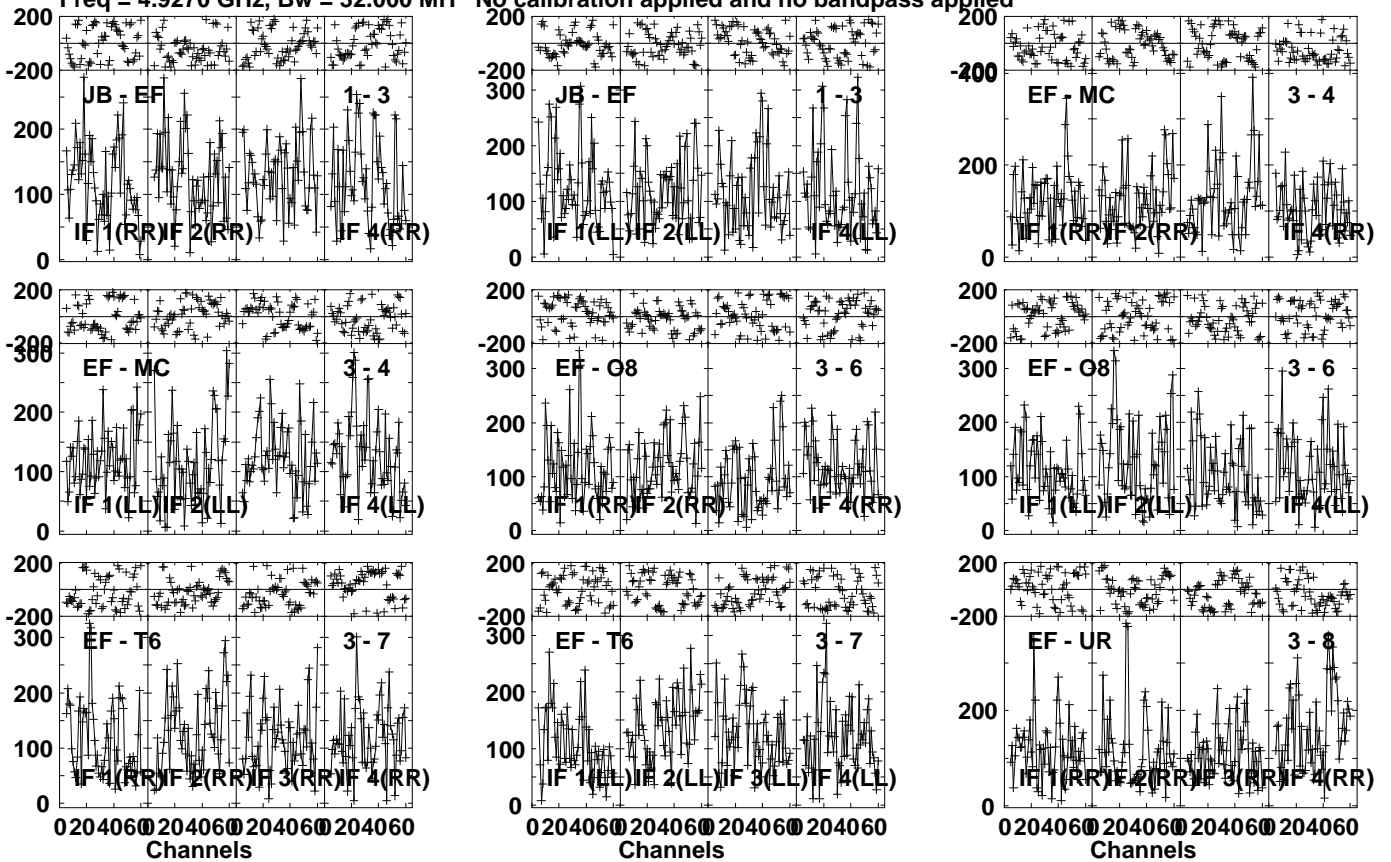 Freq = 4.9270 GHz, Bw = 32.000 MH No calibration applied and no bandpass applied
200
-200
JB - EF 1 - 3
200
100
0
IF 1(RR) IF 2(RR) IF 4(RR)
200
-200
300
JB - EF 1 - 3
200
100
0
IF 1(LL) IF 2(LL) IF 4(LL)
200
-200
400
EF - MC 3 - 4
200
0
IF 1(RR) IF 2(RR) IF 4(RR)
200
-200
300
EF - MC 3 - 4
200
100
0
IF 1(LL) IF 2(LL) IF 4(LL)
200
-200
300
EF - O8 3 - 6
200
100
0
IF 1(RR) IF 2(RR) IF 4(RR)
200
-200
300
EF - O8 3 - 6
200
100
0
IF 1(LL) IF 2(LL) IF 4(LL)
200
-200
300
EF - T6 3 - 7
200
100
0
IF 1(RR) IF 2(RR) IF 3(RR) IF 4(RR)
0 20 40 60 0 20 40 60 0 20 40 60 0 20 40 60
Channels
200
-200
300
EF - T6 3 - 7
200
100
0
IF 1(LL) IF 2(LL) IF 3(LL) IF 4(LL)
0 20 40 60 0 20 40 60 0 20 40 60 0 20 40 60
Channels
200
-200
EF - UR 3 - 8
200
0
IF 1(RR) IF 2(RR) IF 3(RR) IF 4(RR)
0 20 40 60 0 20 40 60 0 20 40 60 0 20 40 60
Channels